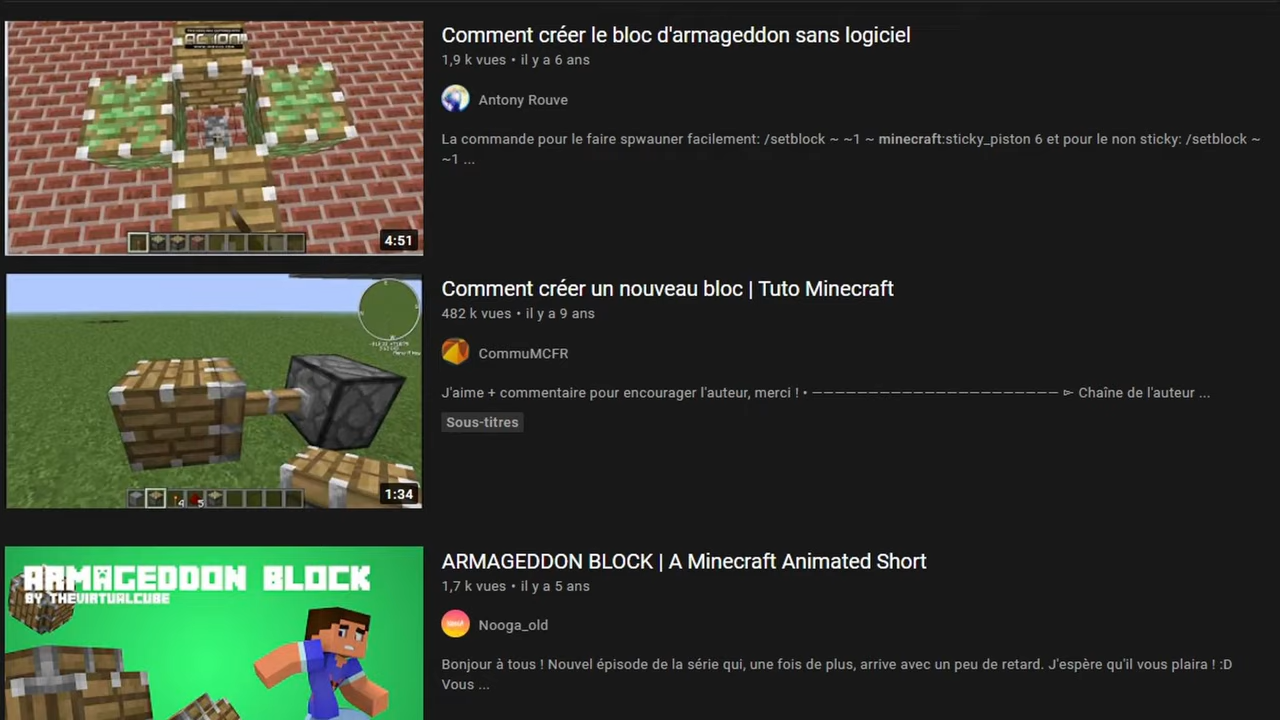 ACTION!
Comment créer le bloc d'armageddon sans logiciel
1,9 k vues • il y a 6 ans
Antony Rouve
La commande pour le faire spwauner facilement: /setblock ~ ~1 ~ minecraft:sticky_piston 6 et pour le non sticky: /setblock ~
~1 ...
4:51
Comment créer un nouveau bloc | Tuto Minecraft
482 k vues • il y a 9 ans
CommuMCFR
J'aime + commentaire pour encourager l'auteur, merci ! • ———————————————————————— ⊳ Chaîne de l'auteur ...
Sous-titres
4
5
1:34
ARMAGEDDON BLOCK
BY THEVIRTUALCUBE
ARMAGEDDON BLOCK | A Minecraft Animated Short
1,7 k vues • il y a 5 ans
Nooga_old
Bonjour à tous ! Nouvel épisode de la série qui, une fois de plus, arrive avec un peu de retard. J'espère qu'il vous plaira ! :D
Vous ...